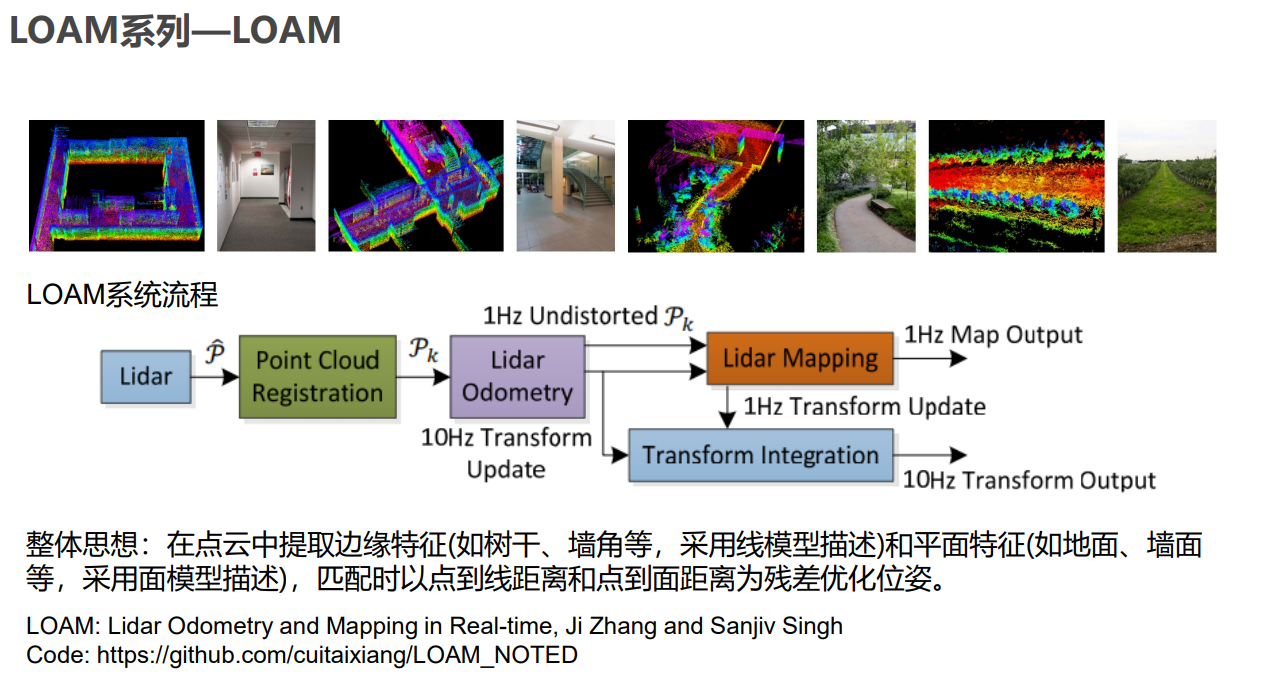 LOAM系列—LOAM
LOAM系统流程
1Hz Undistorted 𝒫k
1Hz Map Output
Lidar
𝒫̂
Point Cloud
Registration
𝒫k
Lidar
Odometry
Lidar Mapping
1Hz Transform Update
10Hz Transform
Update
Transform Integration
10Hz Transform Output
整体思想：在点云中提取边缘特征(如树干、墙角等，采用线模型描述)和平面特征(如地面、墙面
等，采用面模型描述)，匹配时以点到线距离和点到面距离为残差优化位姿。
LOAM: Lidar Odometry and Mapping in Real-time, Ji Zhang and Sanjiv Singh
Code: https://github.com/cuitaixiang/LOAM_NOTED